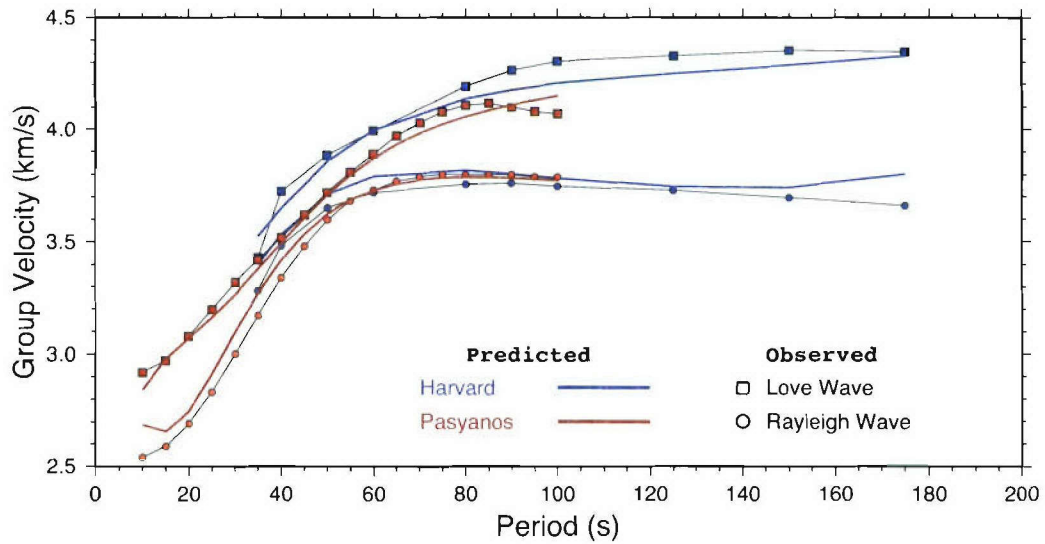 4.5
4.0
3.5
3.0
2.5
Group Velocity (km/s)
Predicted Observed
Harvard Love Wave
Pasyanos Rayleigh Wave
0 20 40 60 80 100 120 140 160 180 200
Period (s)